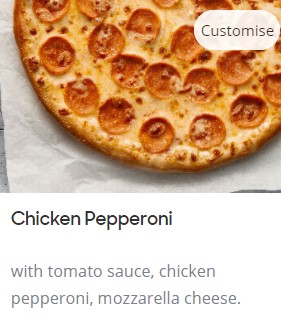 Customise
Chicken Pepperoni
with tomato sauce, chicken
pepperoni, mozzarella cheese.